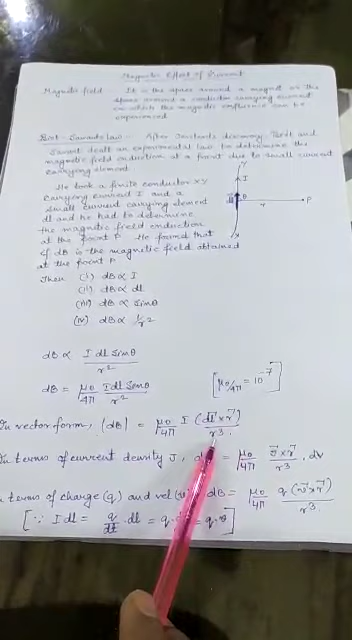 Magnetic Effect of Current
Magnetic field :- It is the space around a magnet or the
space around a conductor carrying current
in which the magnetic influence can be
experienced
Biot-Savarts law :- After Oersteds discovery, Biot and
Savart dealt an experimental law to determine the
magnetic field induction at a point due to small current
carrying element
He took a finite conductor XY
carrying current I and a
small current carrying element
dl and he had to determine
the magnetic field induction
at the point P. He found that
if dB is the magnetic field obtained
at the point P
Y
I
dl θ r P
X
Then (i) dB ∝ I
(ii) dB ∝ dl
(iii) dB ∝ sinθ
(iv) dB ∝ 1/r²
dB ∝ I dl sinθ / r²
dB = μ0/4π I dl sinθ / r² [μ0/4π = 10⁻⁷]
In vector form, |dB| = μ0/4π I (dl⃗ × r⃗) / r³.
In terms of current density J, = μ0/4π × r⃗ / r³ . dv
In terms of charge (q) and vel(v) dB = μ0/4π q (v⃗ × r⃗) / r³
[∵ I dl = q/dt . dl = q. = q.v]